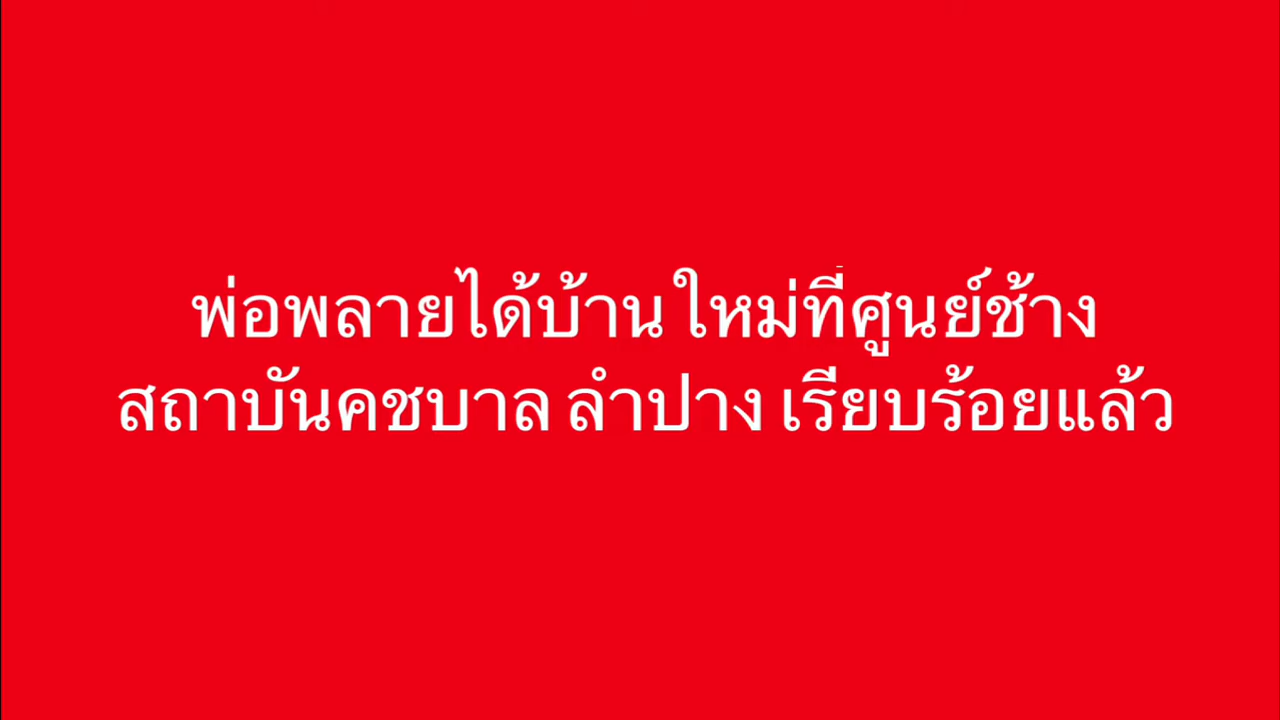 พ่อพลายได้บ้านใหม่ที่ศูนย์ช้าง
สถาบันคชบาล ลำปาง เรียบร้อยแล้ว